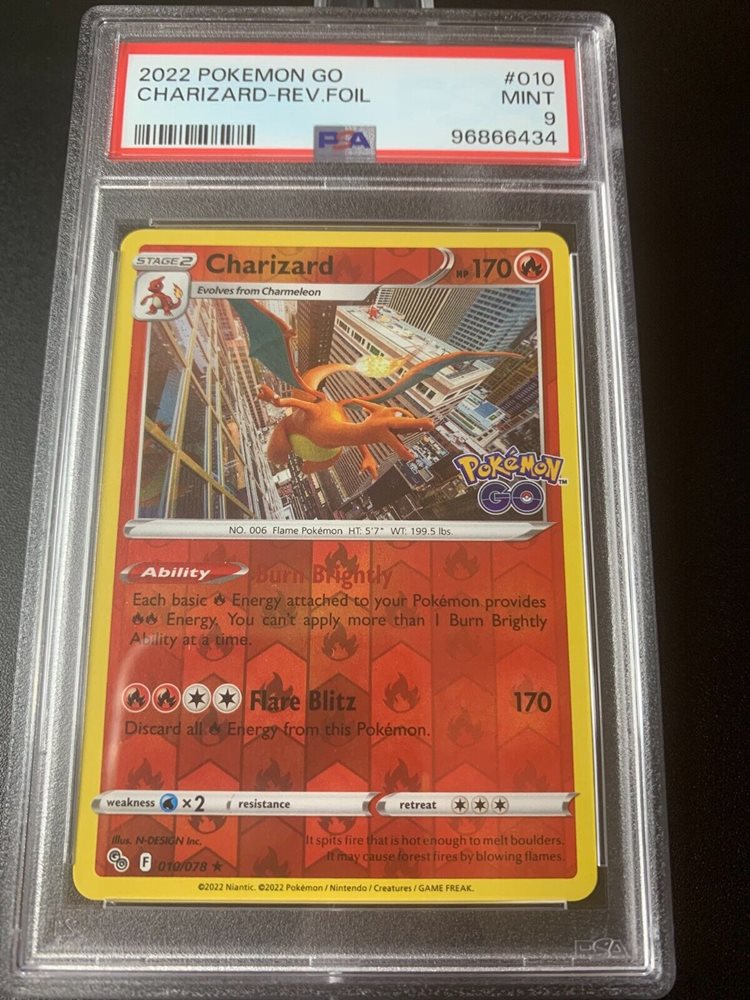 2022 POKEMON GO #010
CHARIZARD-REV.FOIL MINT
9
PSA 96866434
STAGE 2 Charizard HP 170
Evolves from Charmeleon
POKéMON™
GO
NO. 006 Flame Pokémon HT: 5'7" WT: 199.5 lbs.
Ability Burn Brightly
Each basic Energy attached to your Pokémon provides
Energy. You can't apply more than 1 Burn Brightly
Ability at a time.
Flare Blitz 170
Discard all Energy from this Pokémon.
weakness ×2 resistance retreat
Illus. N-DESIGN Inc. It spits fire that is hot enough to melt boulders.
It may cause forest fires by blowing flames.
GO F 010/078 ★
©2022 Niantic. ©2022 Pokémon / Nintendo / Creatures / GAME FREAK.
PSA